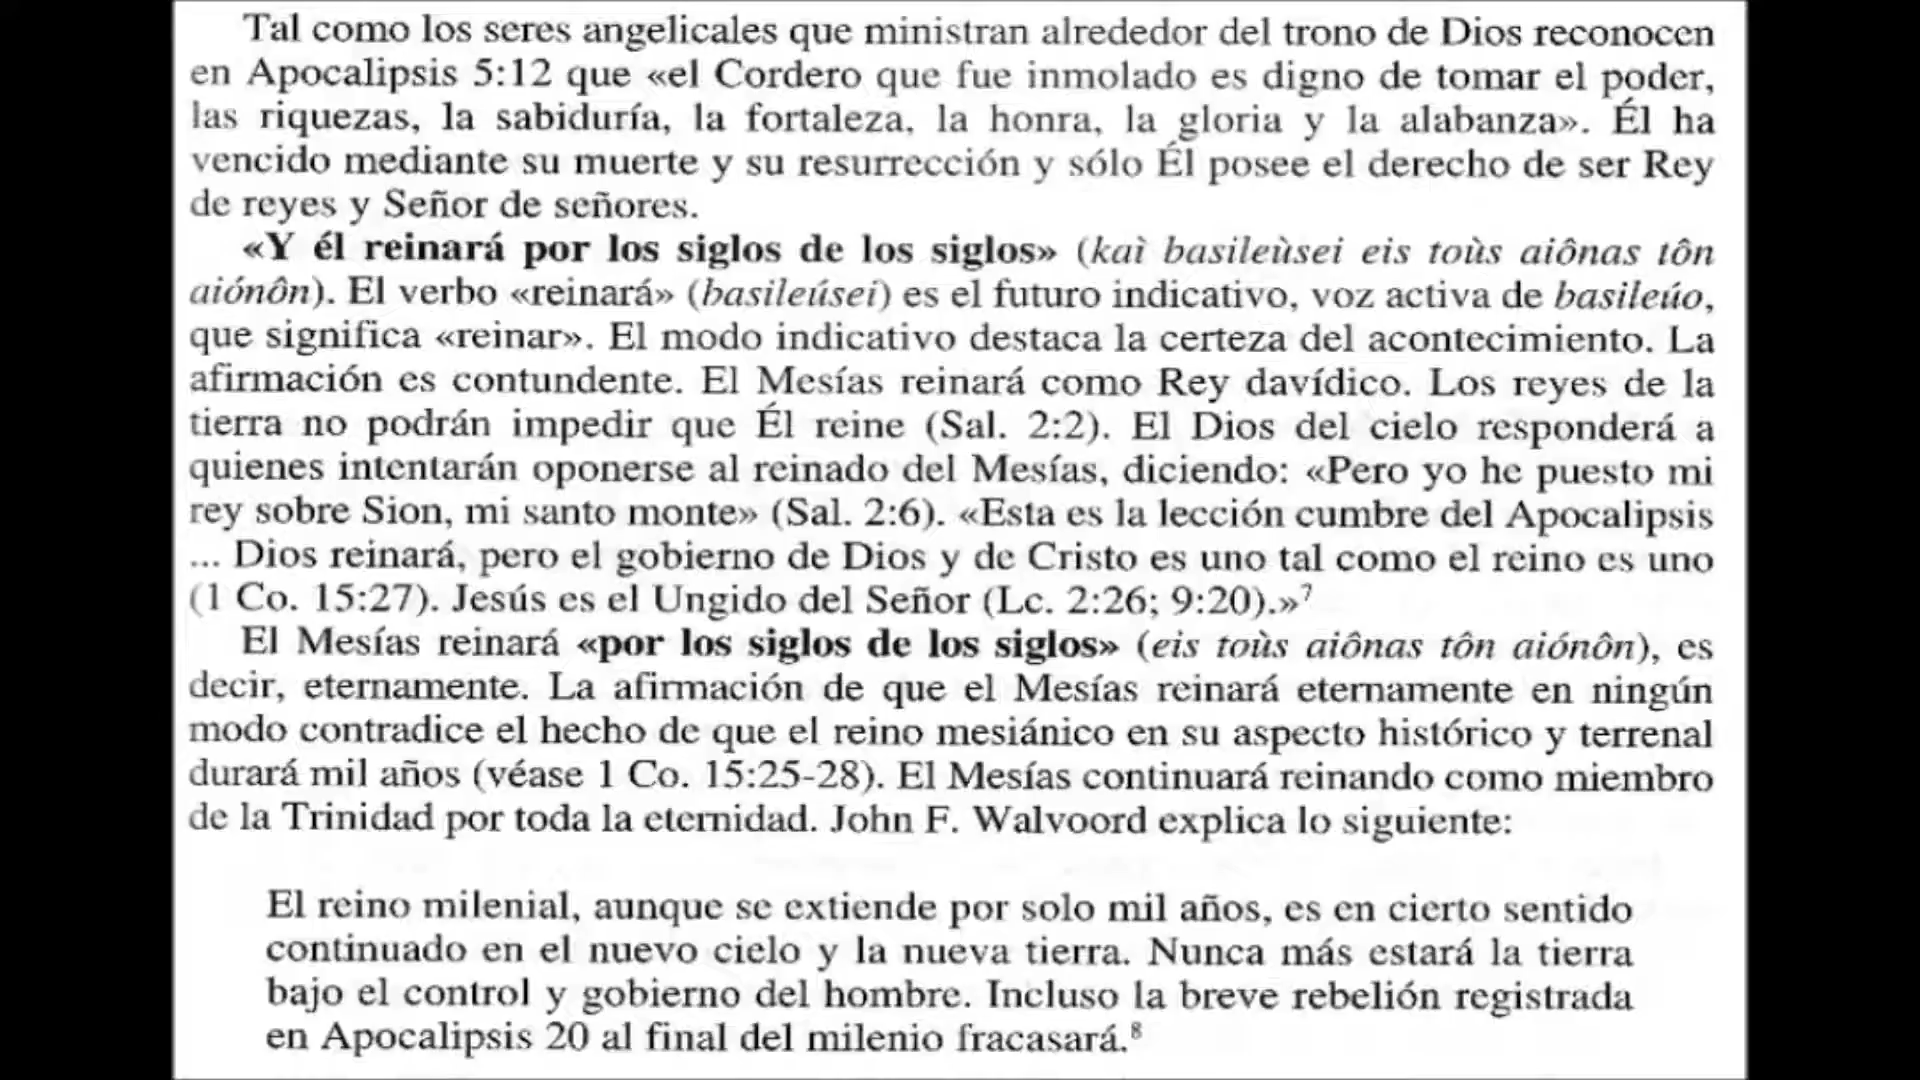 Tal como los seres angelicales que ministran alrededor del trono de Dios reconocen
en Apocalipsis 5:12 que «el Cordero que fue inmolado es digno de tomar el poder,
las riquezas, la sabiduría, la fortaleza, la honra, la gloria y la alabanza». Él ha
vencido mediante su muerte y su resurrección y sólo Él posee el derecho de ser Rey
de reyes y Señor de señores.
«Y él reinará por los siglos de los siglos» (kaì basileùsei eis toùs aiônas tôn
aiónôn). El verbo «reinará» (basileúsei) es el futuro indicativo, voz activa de basileúo,
que significa «reinar». El modo indicativo destaca la certeza del acontecimiento. La
afirmación es contundente. El Mesías reinará como Rey davídico. Los reyes de la
tierra no podrán impedir que Él reine (Sal. 2:2). El Dios del cielo responderá a
quienes intentarán oponerse al reinado del Mesías, diciendo: «Pero yo he puesto mi
rey sobre Sion, mi santo monte» (Sal. 2:6). «Esta es la lección cumbre del Apocalipsis
... Dios reinará, pero el gobierno de Dios y de Cristo es uno tal como el reino es uno
(1 Co. 15:27). Jesús es el Ungido del Señor (Lc. 2:26; 9:20).»⁷
El Mesías reinará «por los siglos de los siglos» (eis toùs aiônas tôn aiónôn), es
decir, eternamente. La afirmación de que el Mesías reinará eternamente en ningún
modo contradice el hecho de que el reino mesiánico en su aspecto histórico y terrenal
durará mil años (véase 1 Co. 15:25-28). El Mesías continuará reinando como miembro
de la Trinidad por toda la eternidad. John F. Walvoord explica lo siguiente:
El reino milenial, aunque se extiende por solo mil años, es en cierto sentido
continuado en el nuevo cielo y la nueva tierra. Nunca más estará la tierra
bajo el control y gobierno del hombre. Incluso la breve rebelión registrada
en Apocalipsis 20 al final del milenio fracasará.⁸